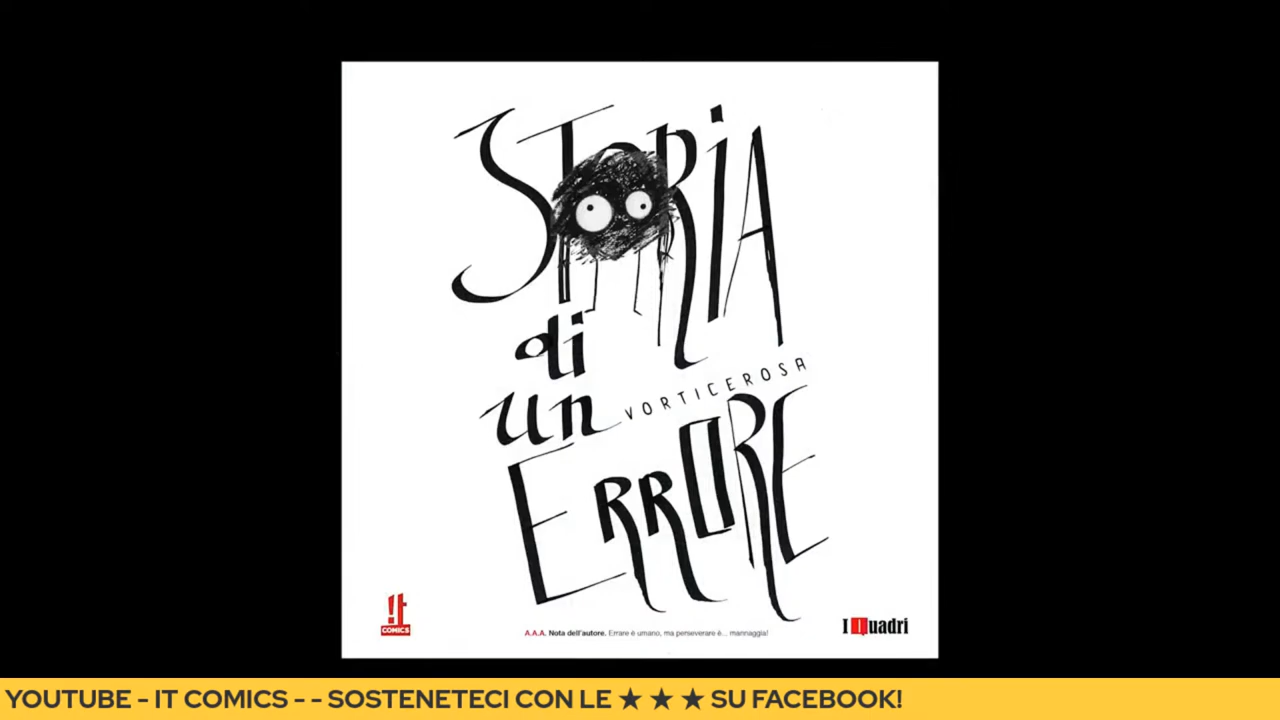 STORIA
di
un
VORTICEROSA
ERRORE
!t
COMICS
A.A.A. Nota dell'autore. Errare è umano, ma perseverare è... mannaggia!
I Quadri
YOUTUBE - IT COMICS - - SOSTENETECI CON LE ★ ★ ★ SU FACEBOOK!